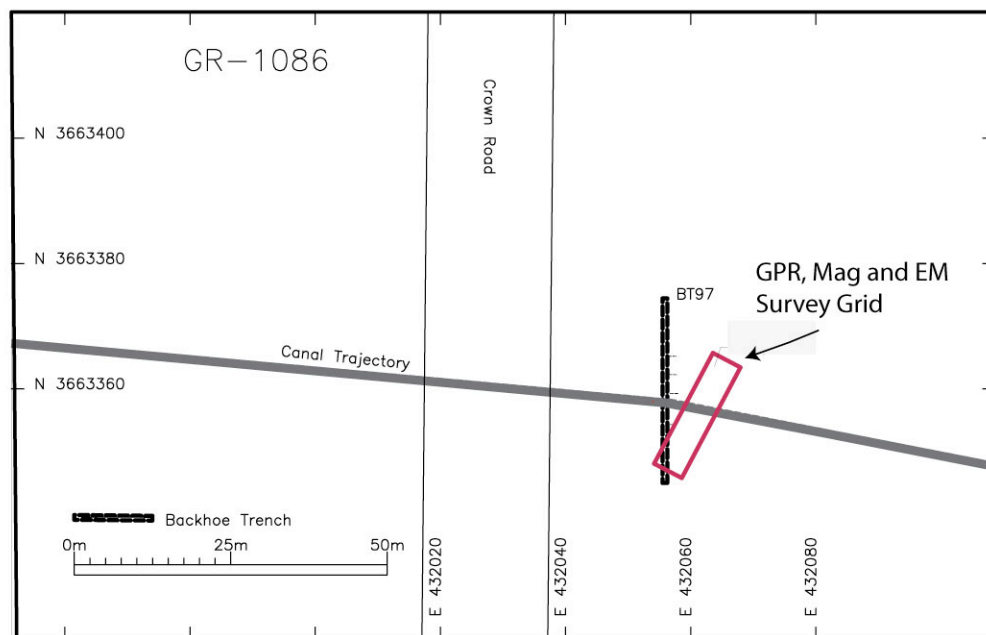 GR-1086
Crown Road
N 3663400
N 3663380
GPR, Mag and EM
Survey Grid
BT97
Canal Trajectory
N 3663360
Backhoe Trench
0m 25m 50m
E 432020
E 432040
E 432060
E 432080